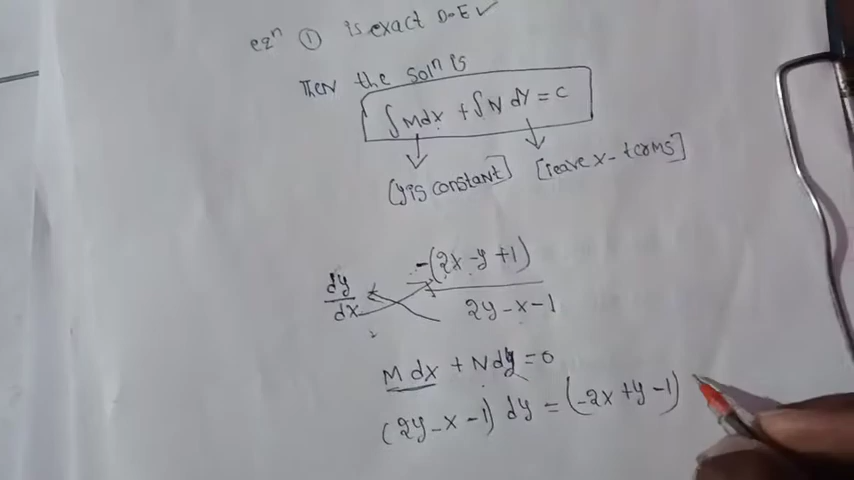 eqⁿ ① is exact D.E ✓
Then the solⁿ is
∫Mdx + ∫N dy = c
(y is constant] [leave x-terms]
dy/dx = -(2x-y+1)/2y-x-1
M dx + N dy = 0
(2y-x-1) dy = (-2x+y-1)